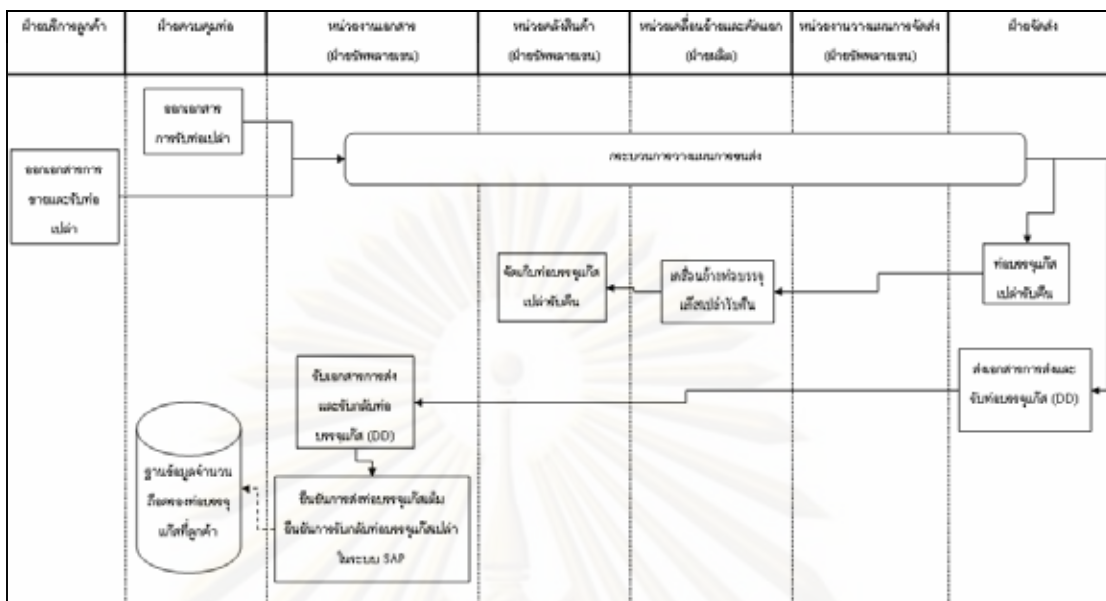 ฝ่ายบริการลูกค้า
ฝ่ายควบคุมท่อ
หน่วยงานเอกสาร
(ฝ่ายซัพพลายเชน)
หน่วยคลังสินค้า
(ฝ่ายซัพพลายเชน)
หน่วยเคลื่อนย้ายและคัดแยก
(ฝ่ายผลิต)
หน่วยงานวางแผนการจัดส่ง
(ฝ่ายซัพพลายเชน)
ฝ่ายจัดส่ง
ออกเอกสาร
การรับท่อเปล่า
ออกเอกสารการ
ขายและรับท่อ
เปล่า
กระบวนการวางแผนการขนส่ง
จัดเก็บท่อบรรจุแก๊ส
เปล่ารับคืน
เคลื่อนย้ายท่อบรรจุ
แก๊สเปล่ารับคืน
ท่อบรรจุแก๊ส
เปล่ารับคืน
รับเอกสารการส่ง
และรับกลับท่อ
บรรจุแก๊ส (DD)
ส่งเอกสารการส่งและ
รับท่อบรรจุแก๊ส (DD)
ฐานข้อมูลจำนวน
ถือครองท่อบรรจุ
แก๊สที่ลูกค้า
ยืนยันการส่งท่อบรรจุแก๊สเต็ม
ยืนยันการรับกลับท่อบรรจุแก๊สเปล่า
ในระบบ SAP